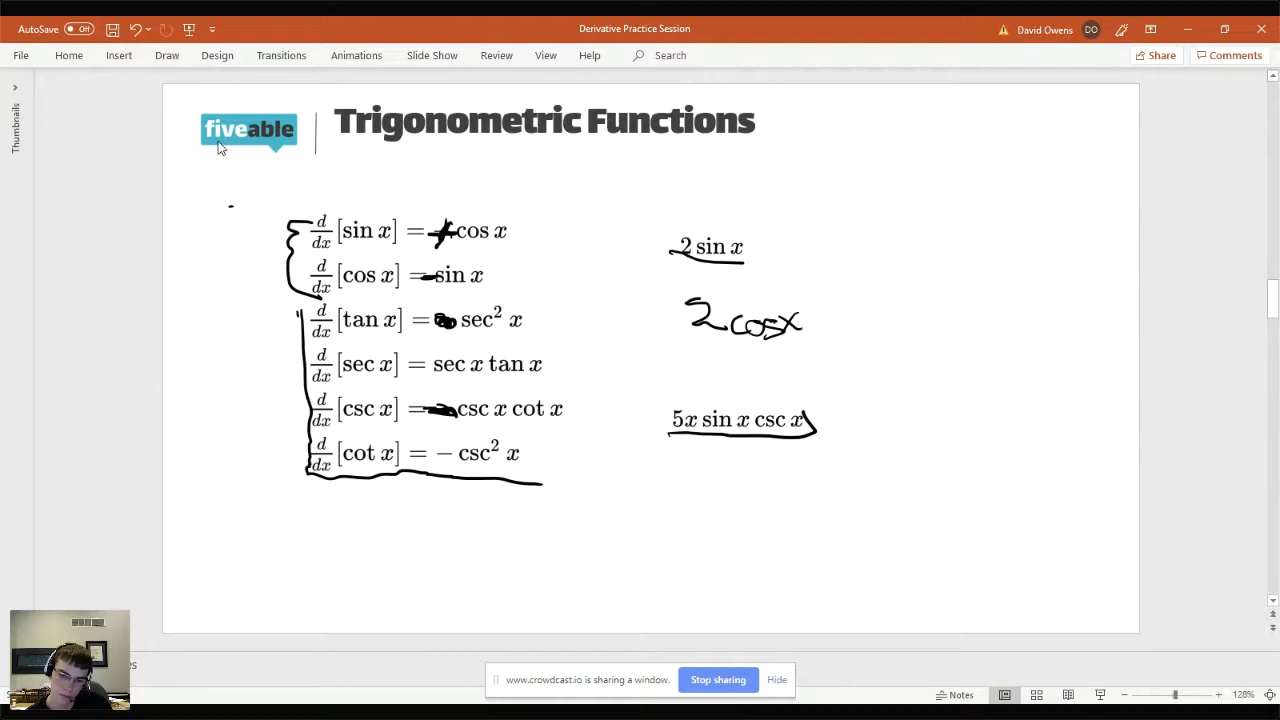 AutoSave Off
Derivative Practice Session
David Owens DO
File Home Insert Draw Design Transitions Animations Slide Show Review View Help Search Share Comments
Thumbnails
fiveable
Trigonometric Functions
d/dx [sin x] = cos x
d/dx [cos x] = - sin x
d/dx [tan x] = sec² x
d/dx [sec x] = sec x tan x
d/dx [csc x] = - csc x cot x
d/dx [cot x] = − csc² x
2 sin x
2 cos x
5x sin x csc x
www.crowdcast.io is sharing a window. Stop sharing Hide
Notes 128%